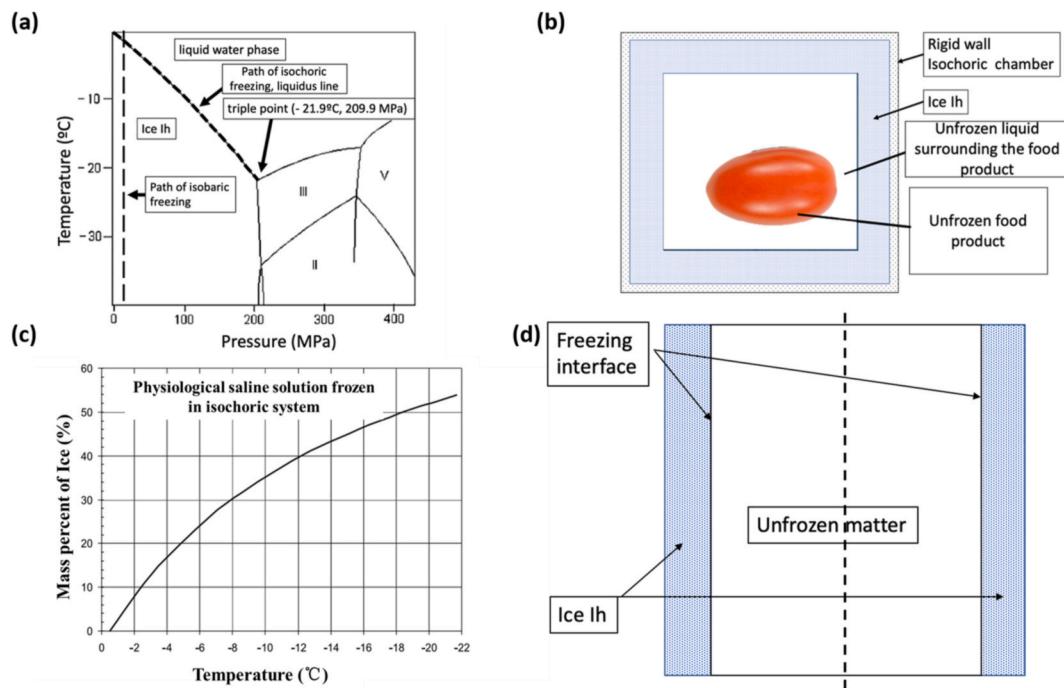 (a)
liquid water phase
Path of isochoric
freezing, liquidus line
triple point (- 21.9ºC, 209.9 MPa)
Ice Ih
Path of isobaric
freezing
III
V
II
-10
-20
-30
Temperature (ºC)
0
100
200
300
400
Pressure (MPa)
(b)
Rigid wall
Isochoric chamber
Ice Ih
Unfrozen liquid
surrounding the food
product
Unfrozen food
product
(c)
Physiological saline solution frozen
in isochoric system
60
50
40
30
20
10
0
Mass percent of Ice (%)
0 -2 -4 -6 -8 -10 -12 -14 -16 -18 -20 -22
Temperature (℃)
(d)
Freezing
interface
Unfrozen matter
Ice Ih